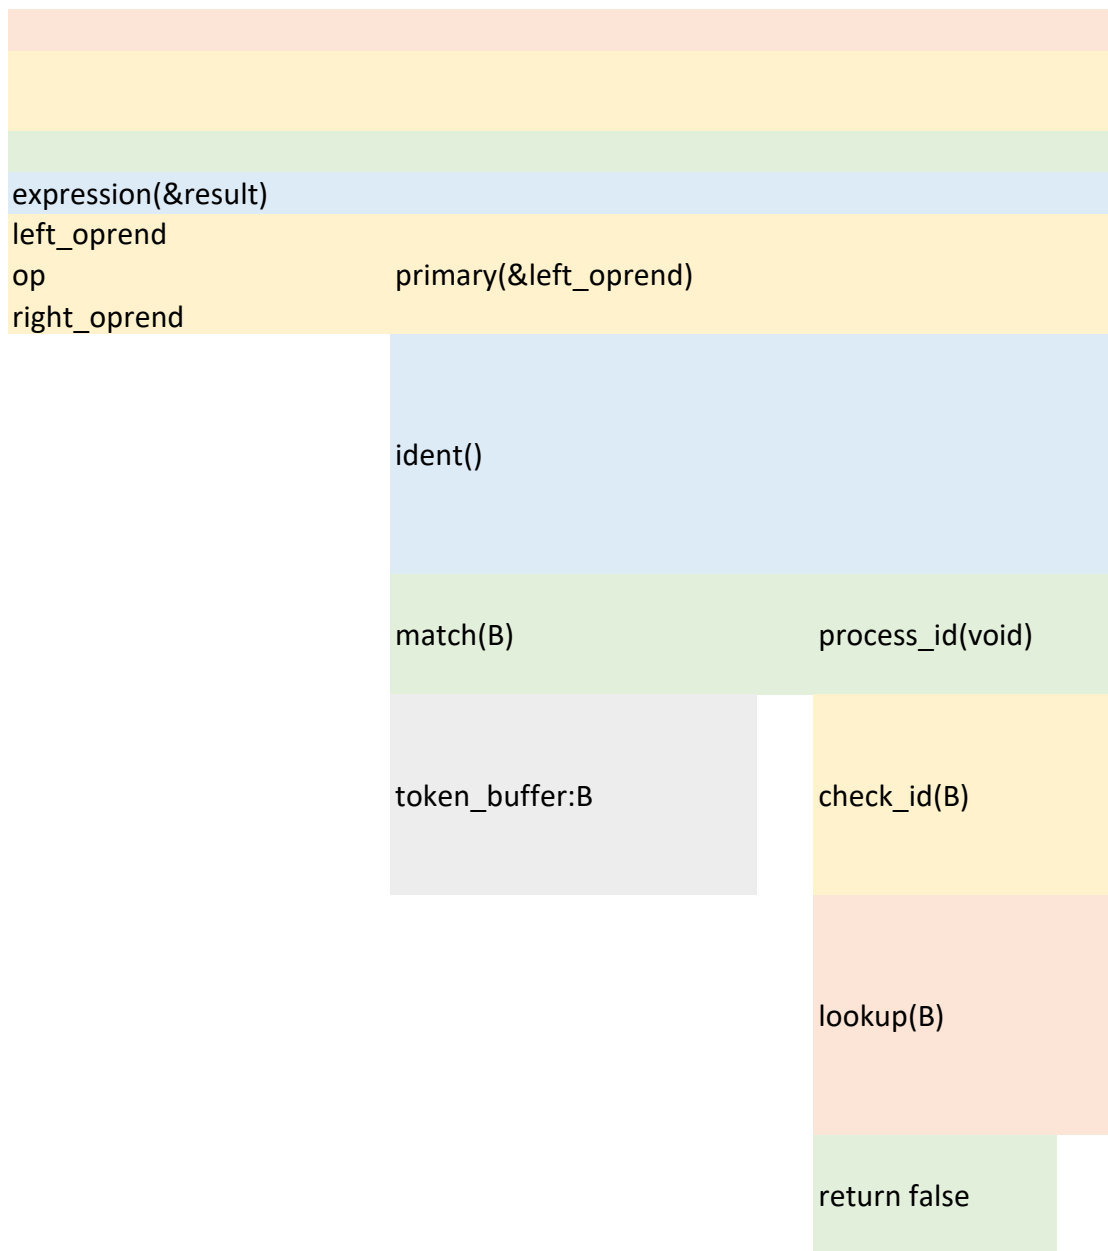 expression(&result)
left_oprend
op
primary(&left_oprend)
right_oprend
ident()
match(B)
process_id(void)
token_buffer:B
check_id(B)
lookup(B)
return false